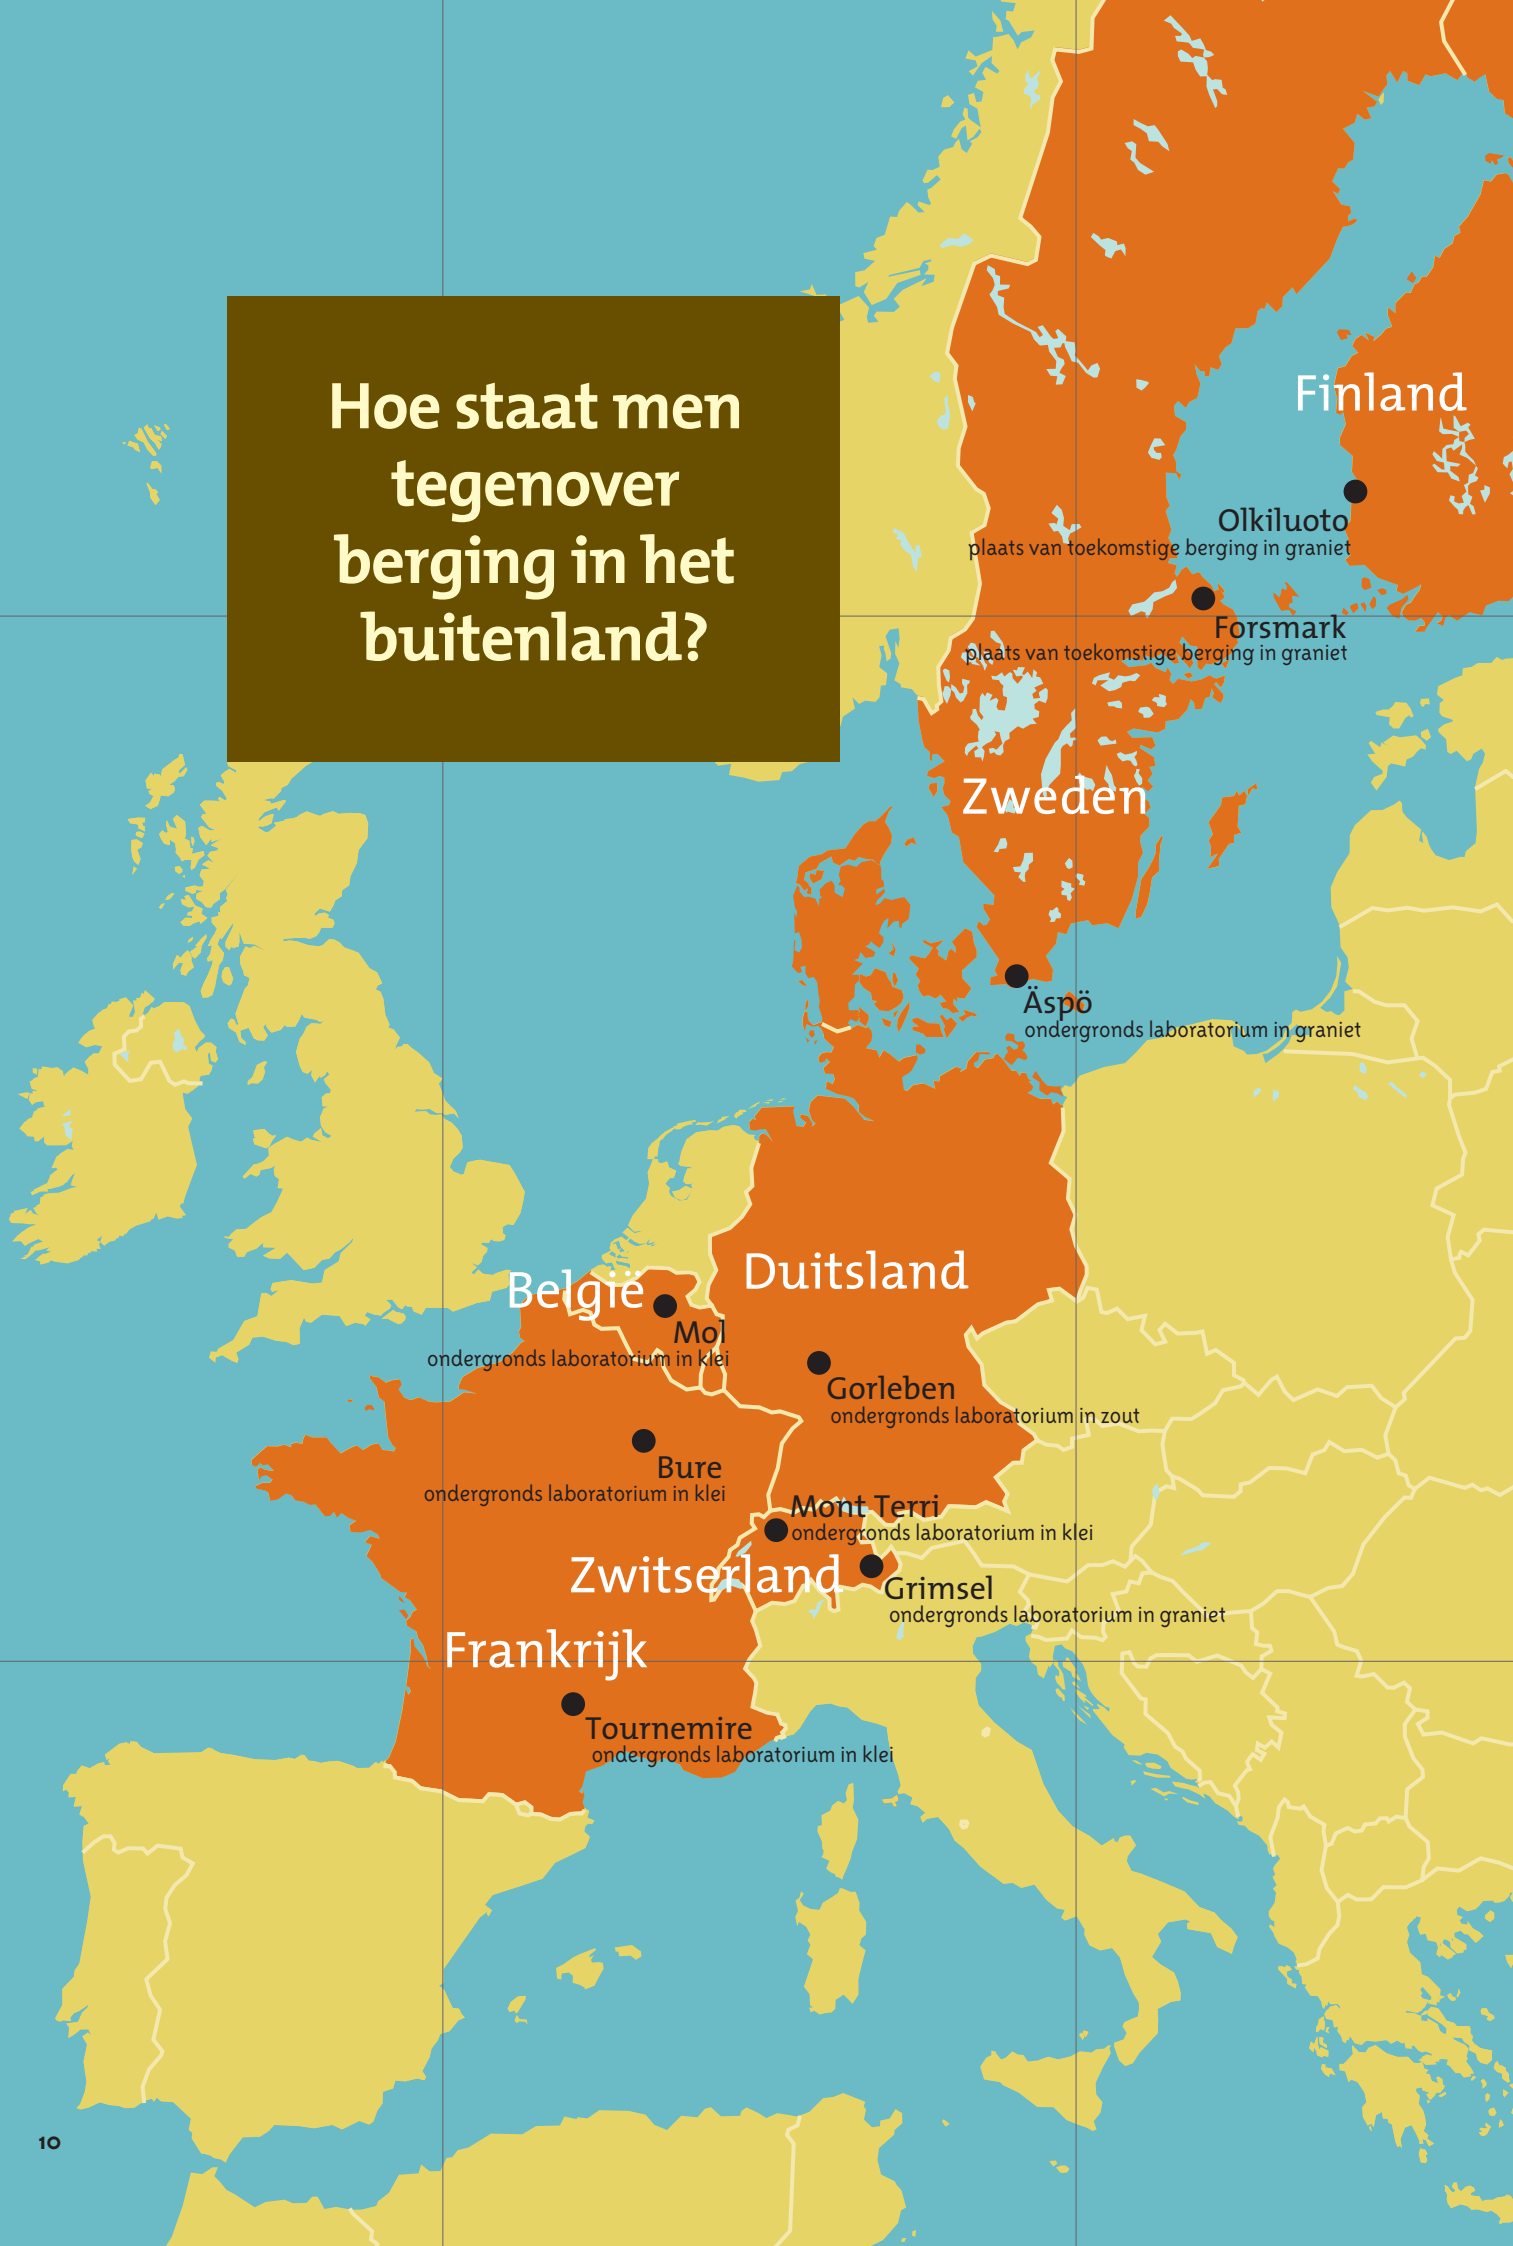 Hoe staat men
tegenover
berging in het
buitenland?
Finland
Olkiluoto
plaats van toekomstige berging in graniet
Forsmark
plaats van toekomstige berging in graniet
Zweden
Äspö
ondergronds laboratorium in graniet
Duitsland
België
Mol
ondergronds laboratorium in klei
Gorleben
ondergronds laboratorium in zout
Bure
ondergronds laboratorium in klei
Mont Terri
ondergronds laboratorium in klei
Zwitserland
Grimsel
ondergronds laboratorium in graniet
Frankrijk
Tournemire
ondergronds laboratorium in klei
10